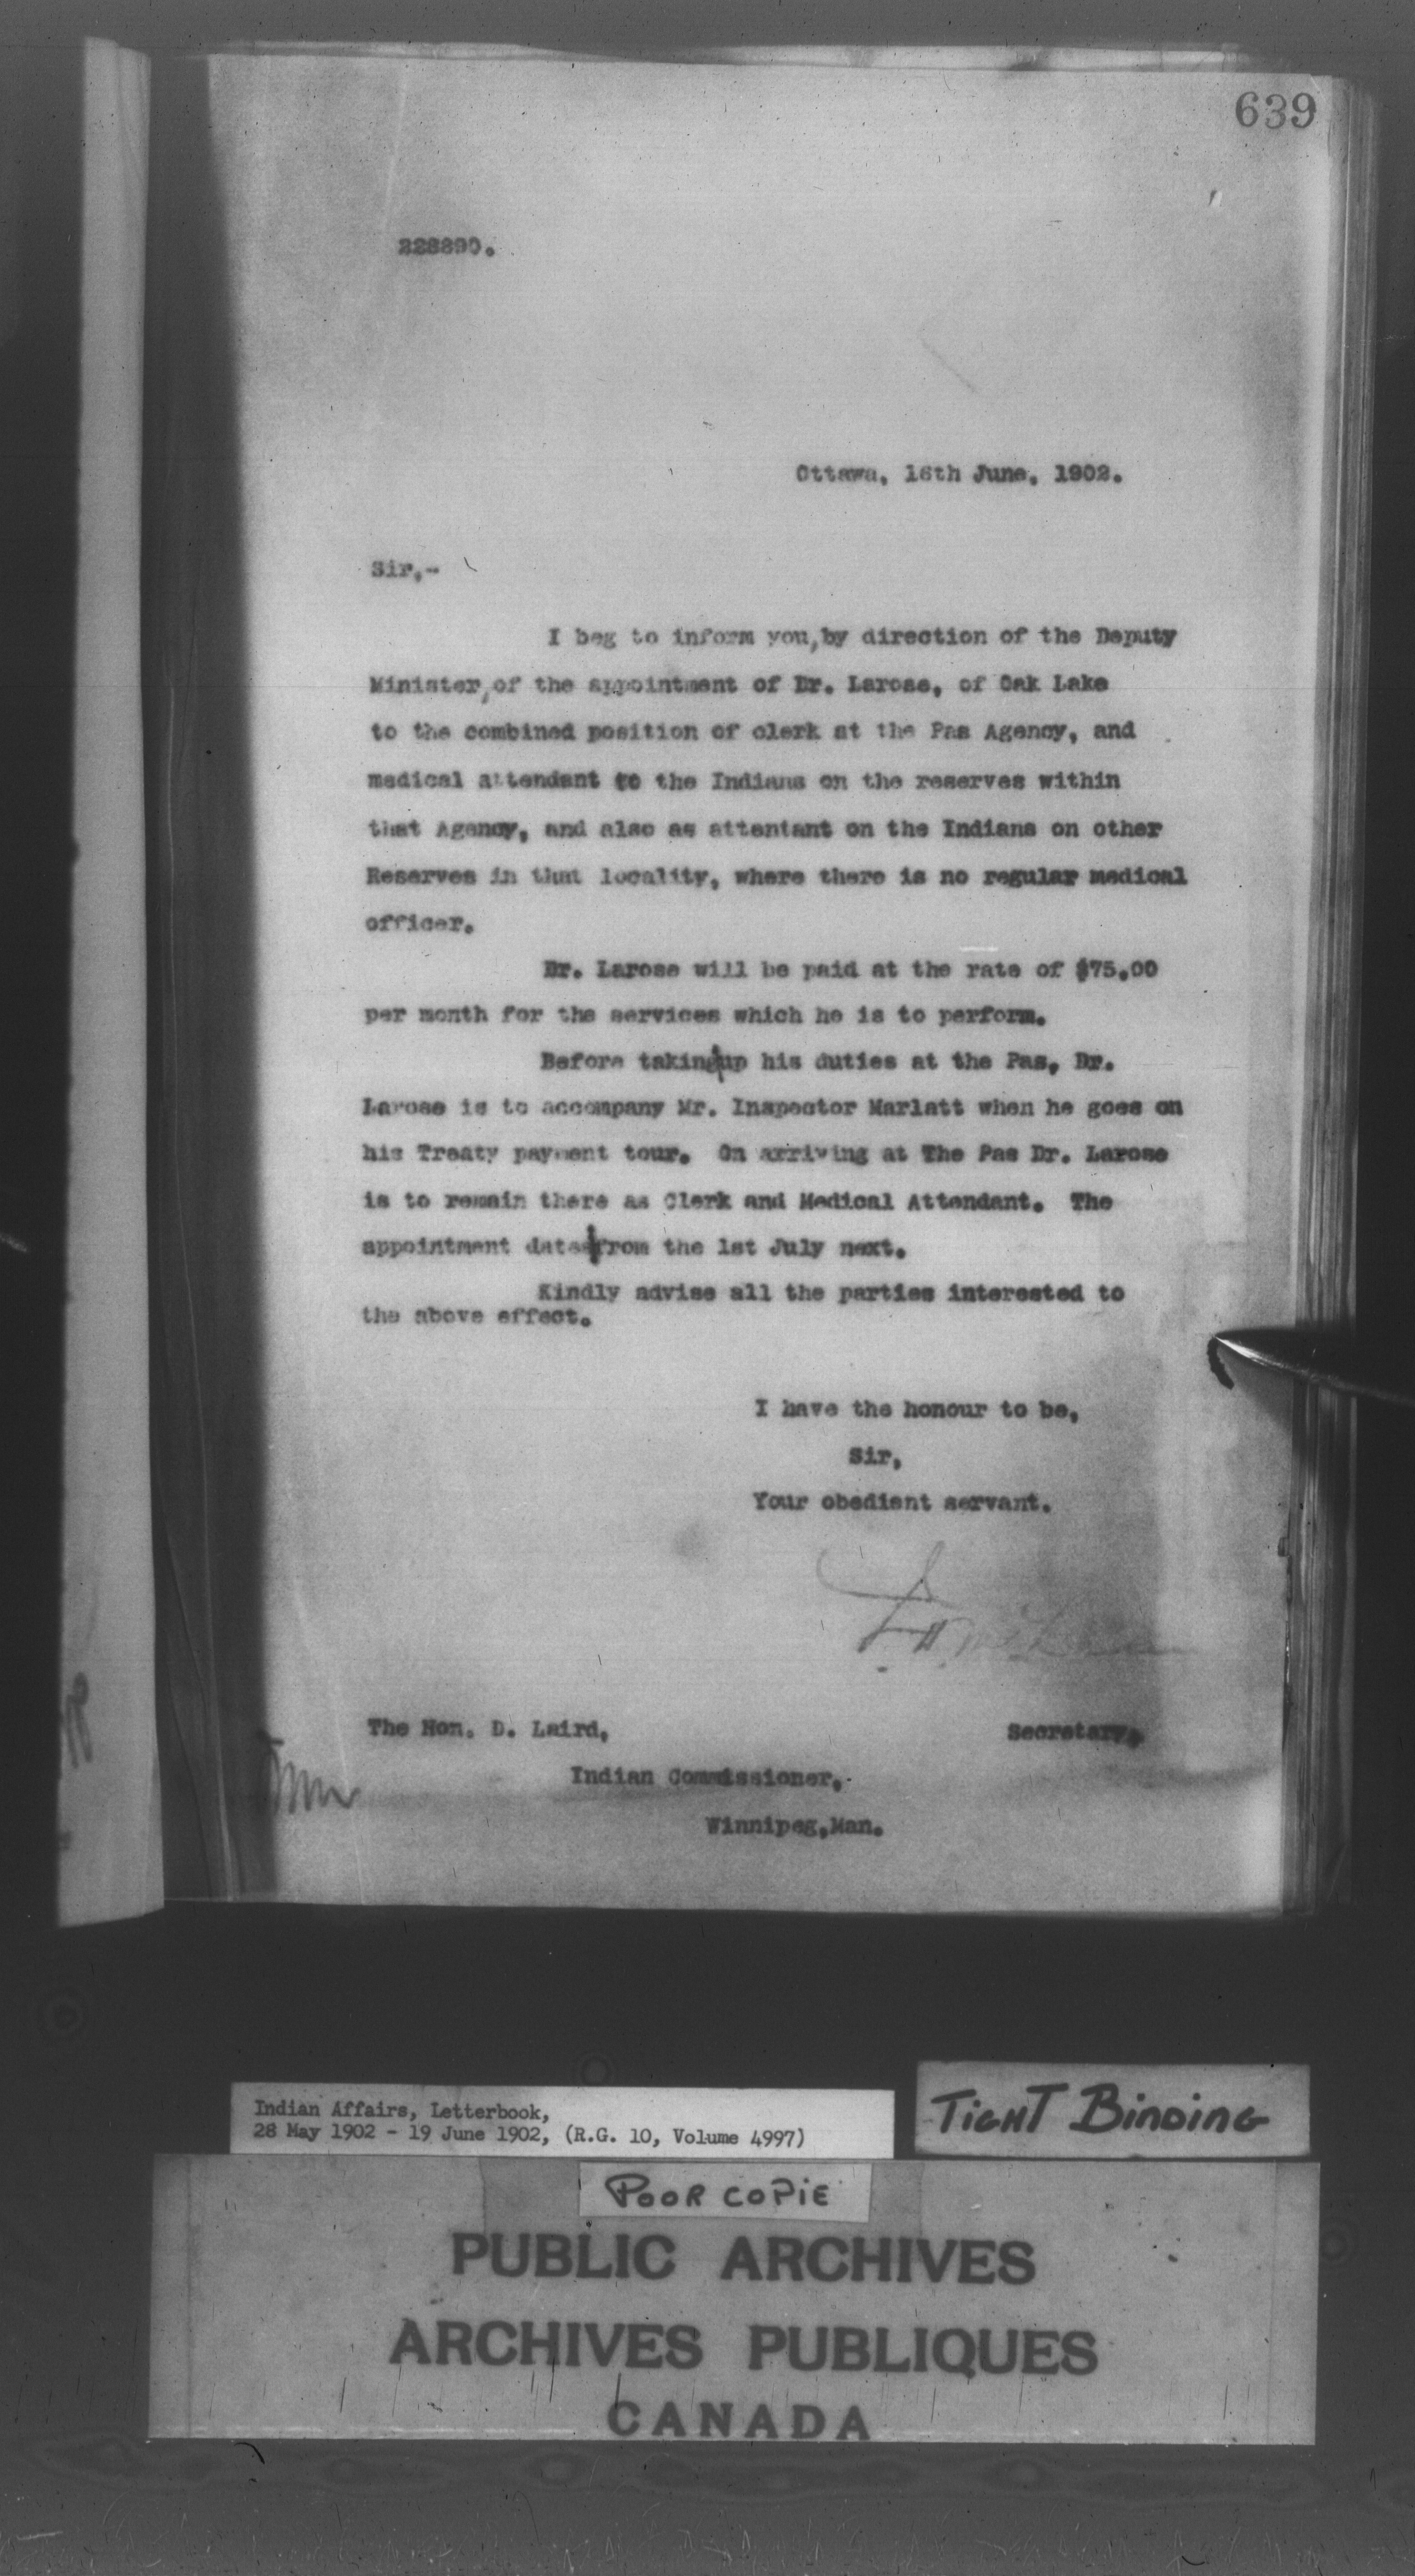 639
228890.
Ottawa, 16th June, 1902.
Sir,-
I beg to inform you, by direction of the Deputy
Minister, of the appointment of Dr. Larose, of Oak Lake
to the combined position of clerk at the Pas Agency, and
medical attendant to the Indians on the reserves within
that Agency, and also as attentant on the Indians on other
Reserves in that locality, where there is no regular medical
officer.
Dr. Larose will be paid at the rate of $75.00
per month for the services which he is to perform.
Before taking up his duties at the Pas, Dr.
Larose is to accompany Mr. Inspector Marlatt when he goes on
his Treaty payment tour. On arriving at The Pas Dr. Larose
is to remain there as Clerk and Medical Attendant. The
appointment dates from the 1st July next.
Kindly advise all the parties interested to
the above effect.
I have the honour to be,
Sir,
Your obedient servant.
The Hon. D. Laird,
Secretary.
Indian Commissioner,
Winnipeg, Man.
Indian Affairs, Letterbook,
28 May 1902 - 19 June 1902, (R.G. 10, Volume 4997)
TIGHT BINDING
POOR COPIE
PUBLIC ARCHIVES
ARCHIVES PUBLIQUES
CANADA